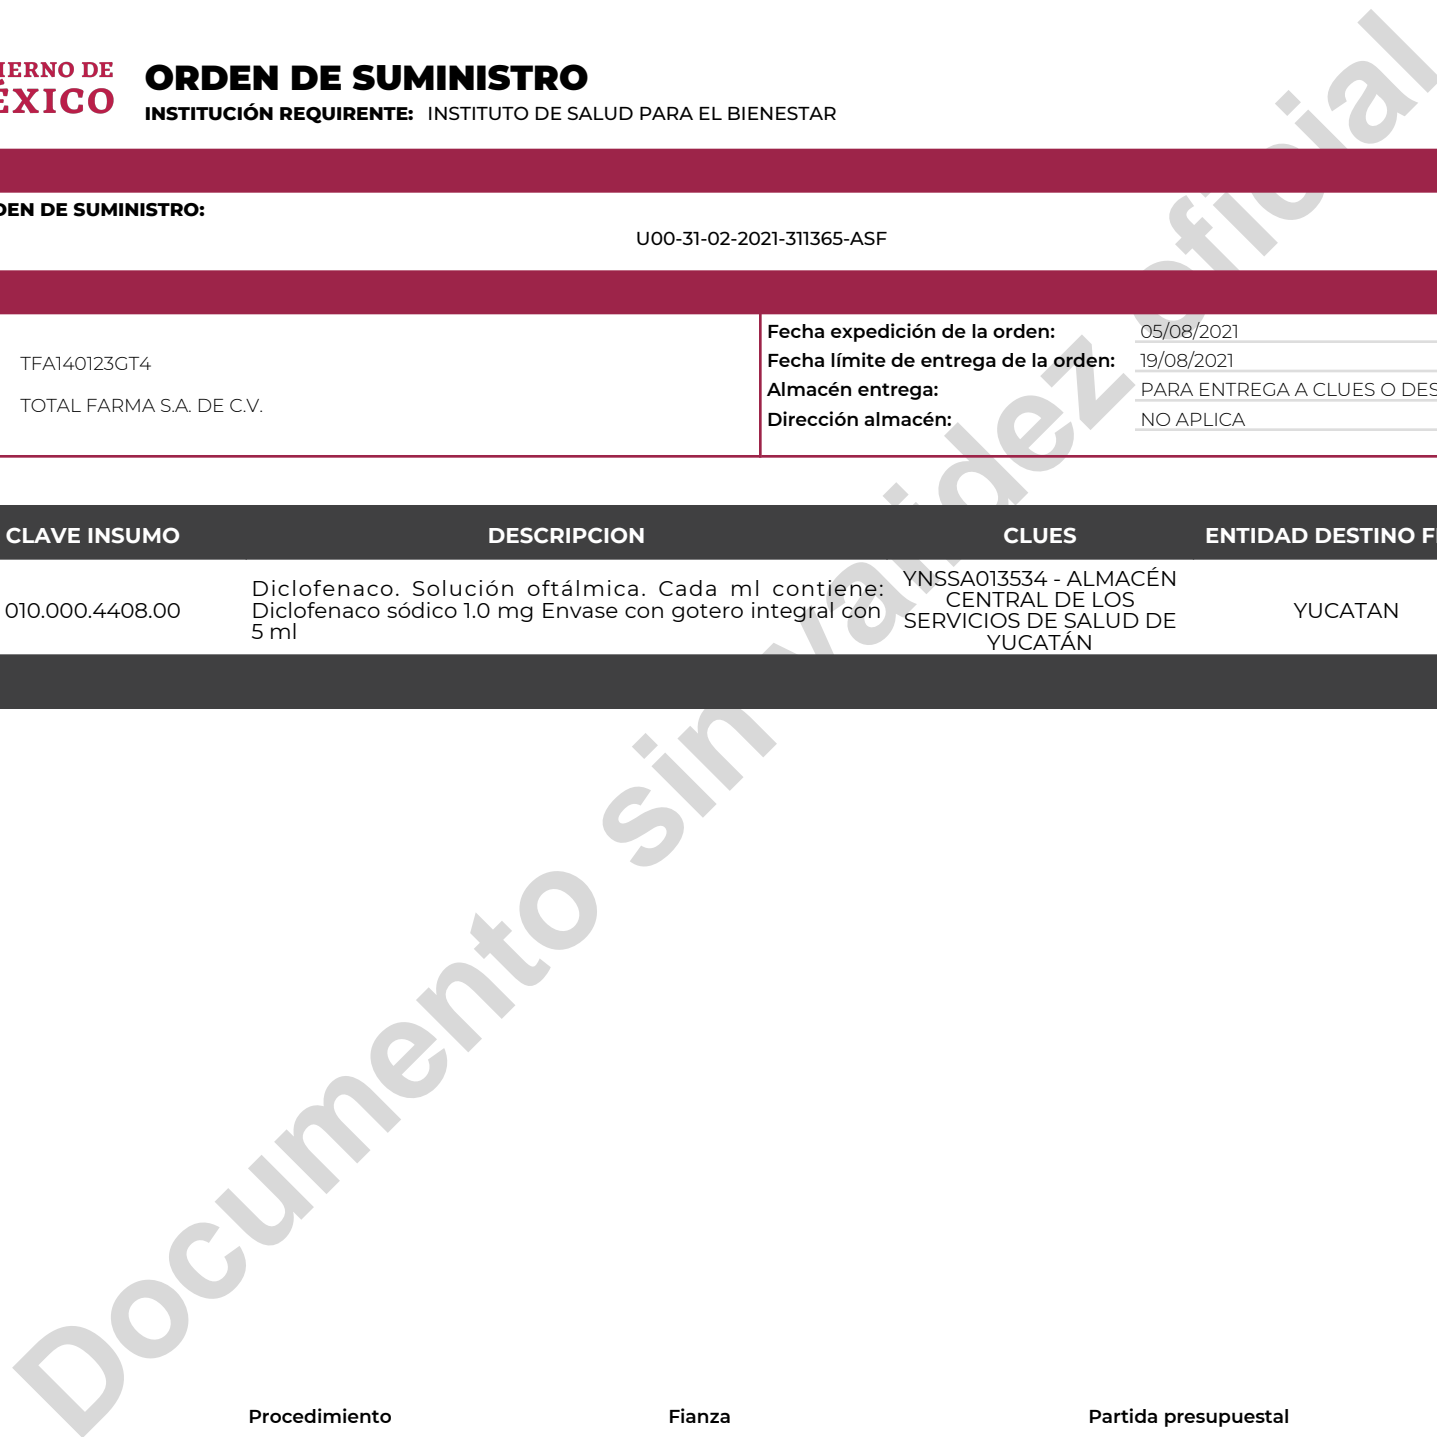 IERNO DE
ÉXICO
ORDEN DE SUMINISTRO
INSTITUCIÓN REQUIRENTE: INSTITUTO DE SALUD PARA EL BIENESTAR
DEN DE SUMINISTRO:
U00-31-02-2021-311365-ASF
TFA140123GT4
TOTAL FARMA S.A. DE C.V.
Fecha expedición de la orden: 05/08/2021
Fecha límite de entrega de la orden: 19/08/2021
Almacén entrega: PARA ENTREGA A CLUES O DES
Dirección almacén: NO APLICA
CLAVE INSUMO DESCRIPCION CLUES ENTIDAD DESTINO FI
010.000.4408.00
Diclofenaco. Solución oftálmica. Cada ml contiene:
Diclofenaco sódico 1.0 mg Envase con gotero integral con
5 ml
YNSSA013534 - ALMACÉN
CENTRAL DE LOS
SERVICIOS DE SALUD DE
YUCATÁN
YUCATAN
Documento sin validez oficial
Procedimiento Fianza Partida presupuestal